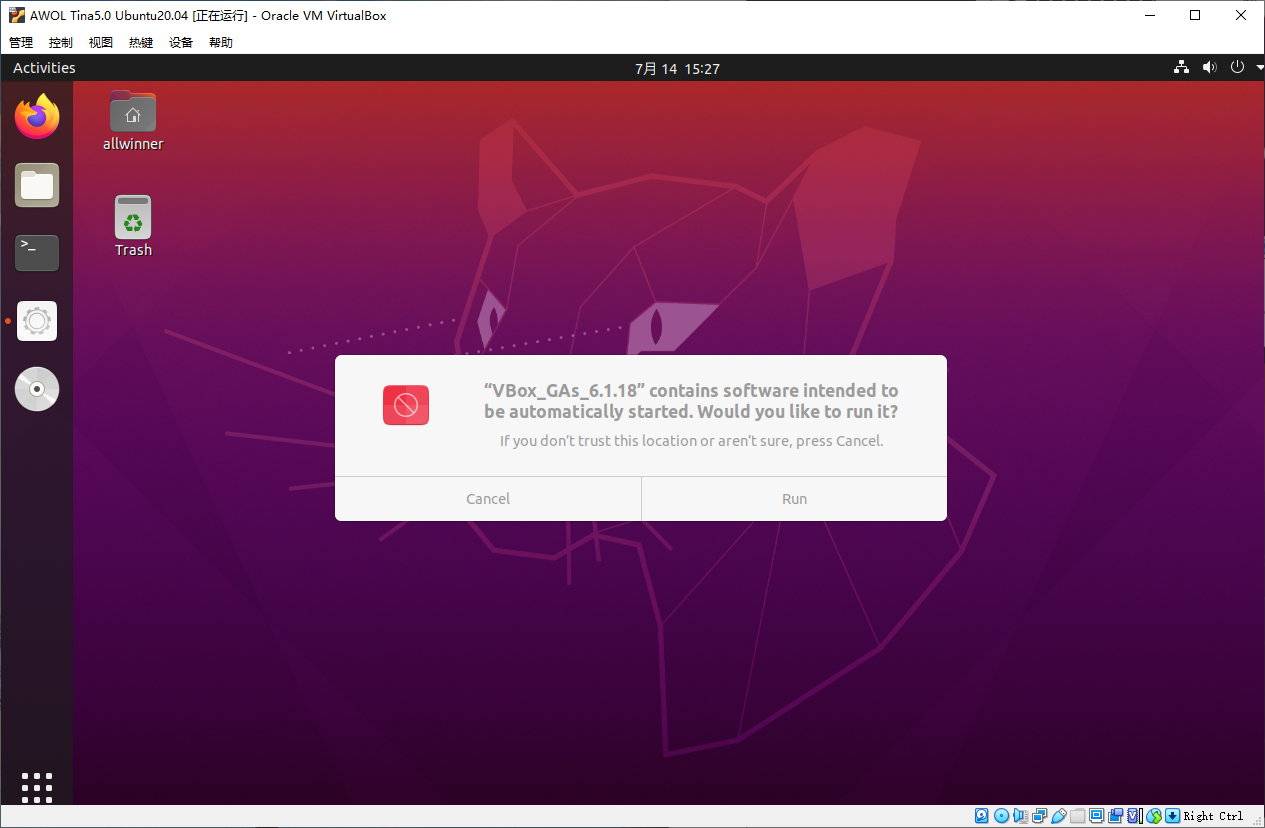 AWOL Tina5.0 Ubuntu20.04 [正在运行] - Oracle VM VirtualBox
管理 控制 视图 热键 设备 帮助
Activities 7月 14 15:27
allwinner
Trash
“VBox_GAs_6.1.18” contains software intended to
be automatically started. Would you like to run it?
If you don’t trust this location or aren’t sure, press Cancel.
Cancel Run
Right Ctrl